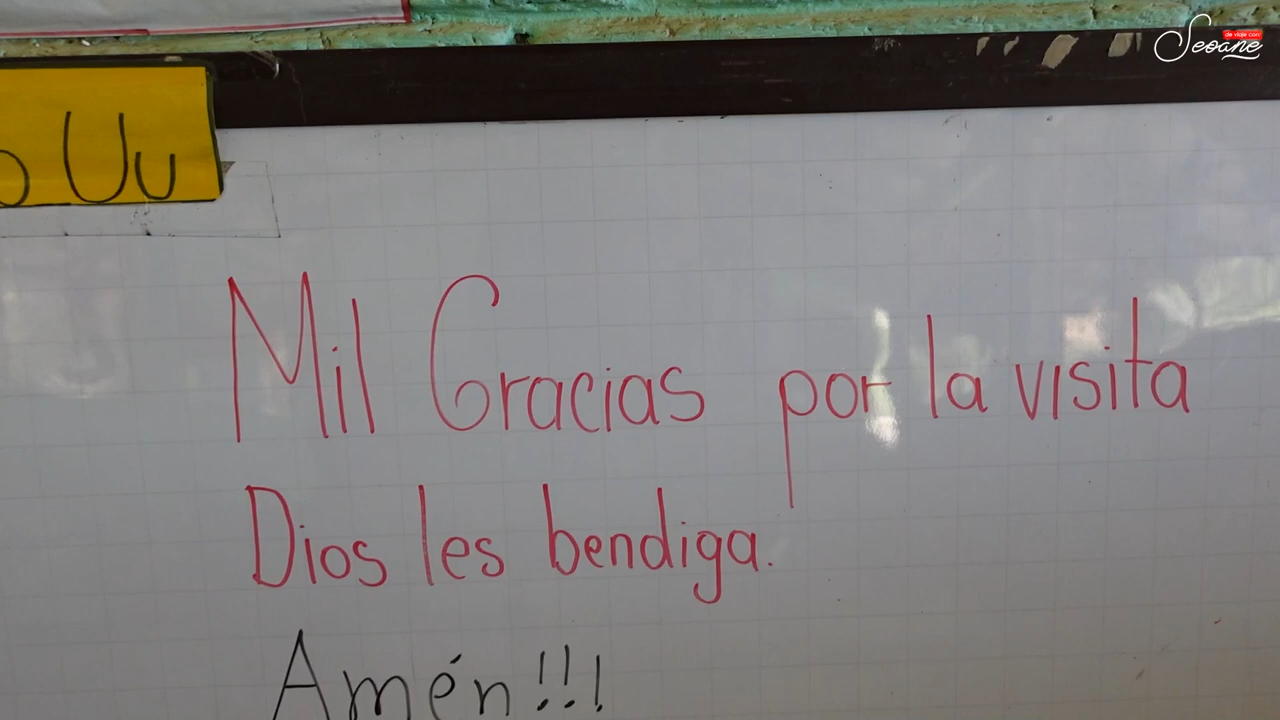 de viaje con
Seoane
Uu
Mil Gracias por la visita
Dios les bendiga.
Amén!!!